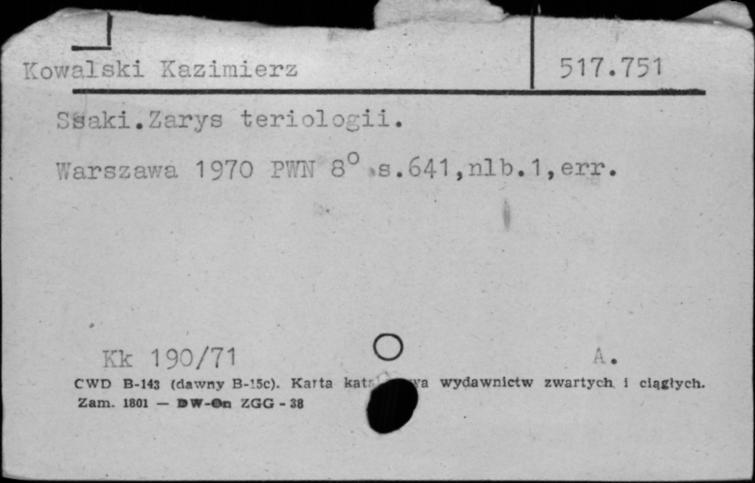 Kowalski Kazimierz 517.751
Ssaki.Zarys teriologii.
Warszawa 1970 PWN 8° s.641,nlb.1,err.
Kk 190/71 A.
CWD B-143 (dawny B-15c). Karta wydawnictw zwartych i ciągłych.
Zam. 1801 — DW-On ZGG - 38